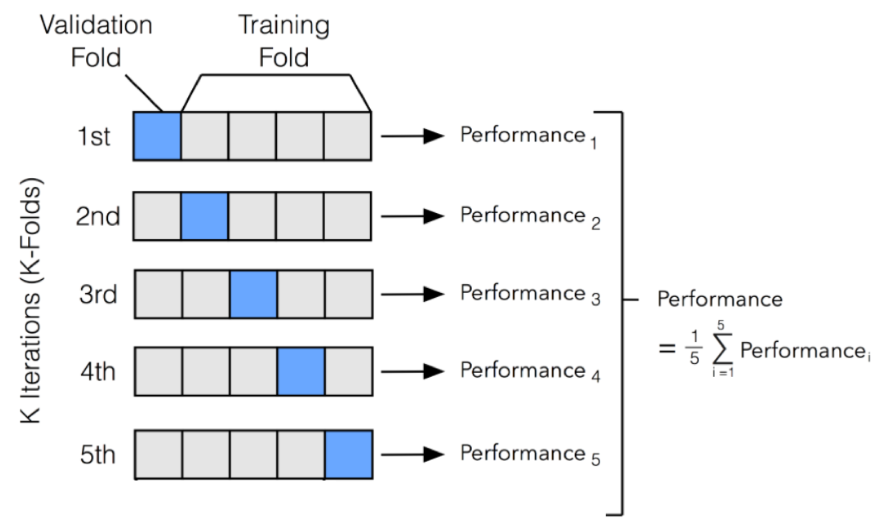 Validation
Fold
Training
Fold
K Iterations (K-Folds)
1st
Performance 1
2nd
Performance 2
3rd
Performance 3
4th
Performance 4
5th
Performance 5
Performance
= 1/5 5 ∑ i=1 Performance i